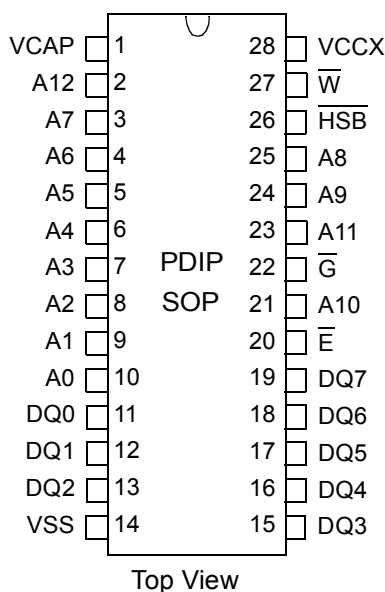 VCAP 1 28 VCCX
A12 2 27 W̅
A7 3 26 H̅S̅B̅
A6 4 25 A8
A5 5 24 A9
A4 6 23 A11
A3 7 PDIP 22 G̅
A2 8 SOP 21 A10
A1 9 20 E̅
A0 10 19 DQ7
DQ0 11 18 DQ6
DQ1 12 17 DQ5
DQ2 13 16 DQ4
VSS 14 15 DQ3
Top View